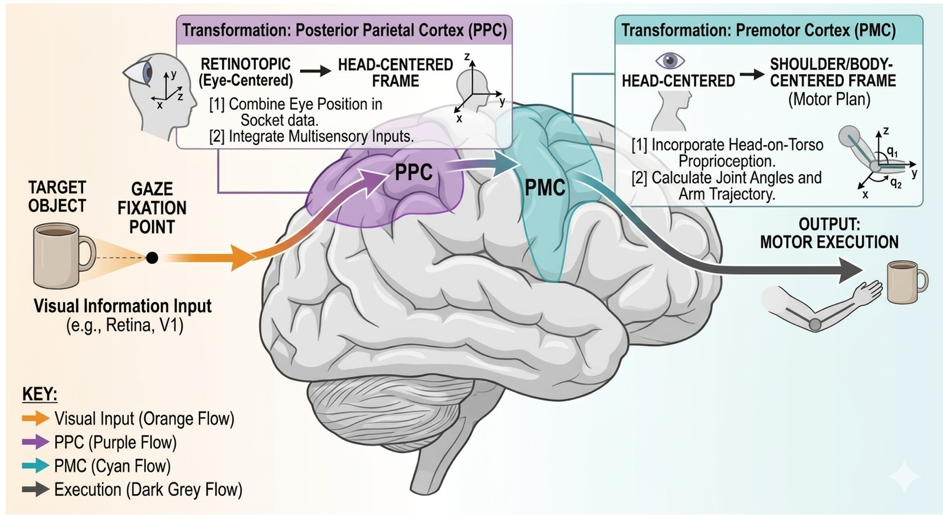 Transformation: Posterior Parietal Cortex (PPC)
RETINOTOPIC
(Eye-Centered)
HEAD-CENTERED
FRAME
[1] Combine Eye Position in
Socket data.
[2] Integrate Multisensory Inputs.
y
x
z
z
x
y
Transformation: Premotor Cortex (PMC)
HEAD-CENTERED
SHOULDER/BODY-
CENTERED FRAME
(Motor Plan)
[1] Incorporate Head-on-Torso
Proprioception.
[2] Calculate Joint Angles and
Arm Trajectory.
z
q1
y
q2
x
PPC
PMC
TARGET
OBJECT
GAZE
FIXATION
POINT
Visual Information Input
(e.g., Retina, V1)
OUTPUT:
MOTOR EXECUTION
KEY:
Visual Input (Orange Flow)
PPC (Purple Flow)
PMC (Cyan Flow)
Execution (Dark Grey Flow)